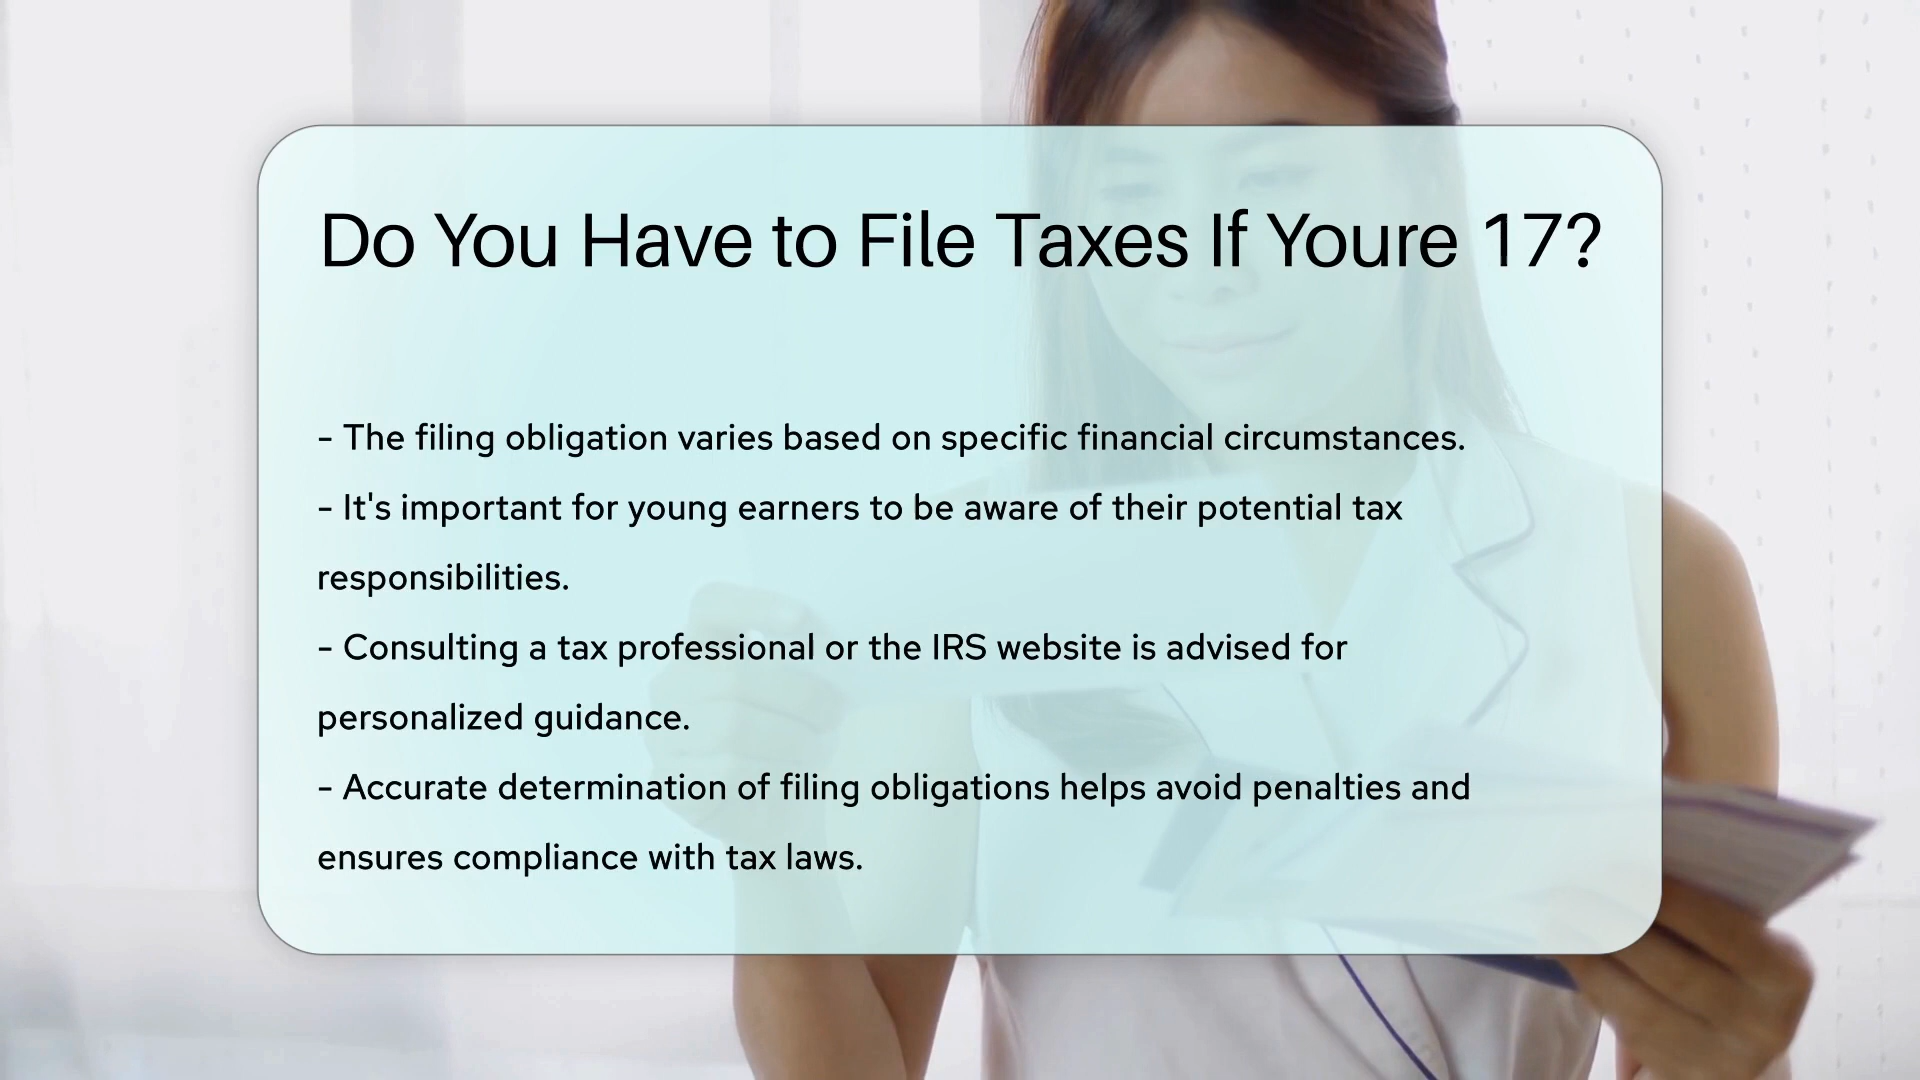 Do You Have to File Taxes If Youre 17?
- The filing obligation varies based on specific financial circumstances.
- It's important for young earners to be aware of their potential tax
responsibilities.
- Consulting a tax professional or the IRS website is advised for
personalized guidance.
- Accurate determination of filing obligations helps avoid penalties and
ensures compliance with tax laws.